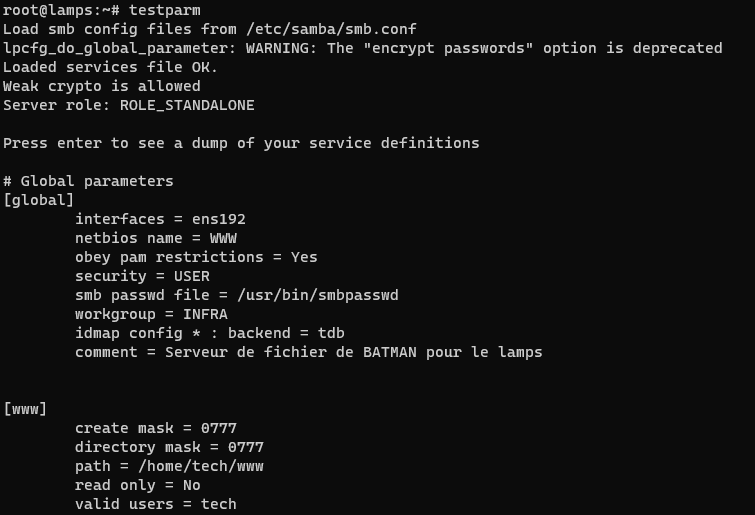 root@lamps:~# testparm
Load smb config files from /etc/samba/smb.conf
lpcfg_do_global_parameter: WARNING: The "encrypt passwords" option is deprecated
Loaded services file OK.
Weak crypto is allowed
Server role: ROLE_STANDALONE
Press enter to see a dump of your service definitions
# Global parameters
[global]
interfaces = ens192
netbios name = WWW
obey pam restrictions = Yes
security = USER
smb passwd file = /usr/bin/smbpasswd
workgroup = INFRA
idmap config * : backend = tdb
comment = Serveur de fichier de BATMAN pour le lamps
[www]
create mask = 0777
directory mask = 0777
path = /home/tech/www
read only = No
valid users = tech